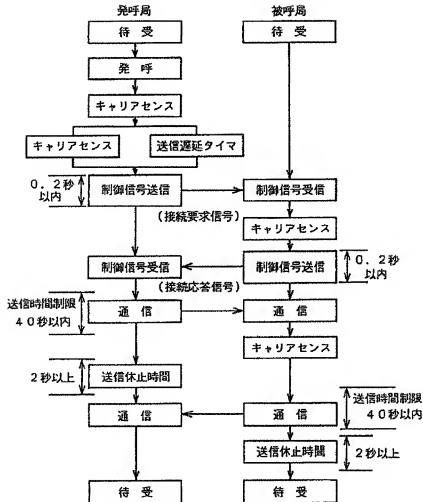 発呼局
被呼局
待 受
待 受
発 呼
キャリアセンス
キャリアセンス
送信遅延タイマ
0.2秒
以内
制御信号送信
制御信号受信
(接続要求信号)
キャリアセンス
制御信号受信
制御信号送信
0.2秒
以内
(接続応答信号)
送信時間制限
40秒以内
通 信
通 信
キャリアセンス
2秒以上
送信休止時間
通 信
通 信
送信時間制限
40秒以内
送信休止時間
2秒以上
待 受
待 受